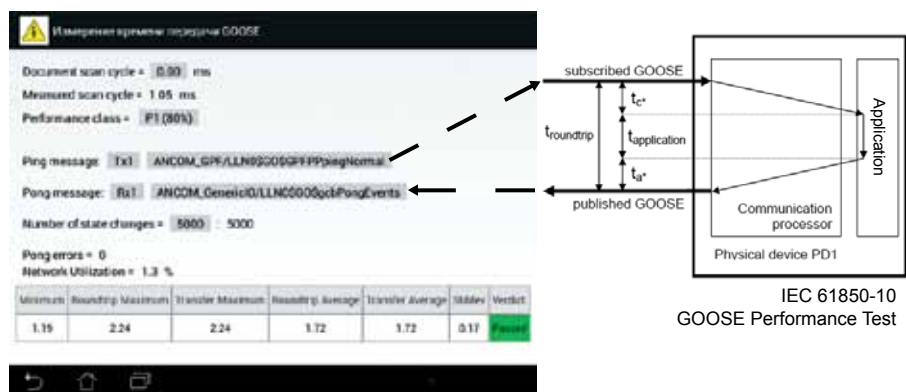 Измерение времени передачи GOOSE
Document scan cycle = 0.00 ms
Measured scan cycle = 1.05 ms
Performance class = P1 (80%)
Ping message: Tx1 ANCOM_GPF/LLN0$GO$GPFPPpingNormal
Pong message: Rx1 ANCOM_GenericIO/LLN0$GO$gcbPongEvents
Number of state changes = 5000 : 5000
Pong errors = 0
Network Utilization = 1.3 %
Minimum Roundtrip Maximum Transfer Maximum Roundtrip Average Transfer Average Stddev Verdict
1.19 2.24 2.24 1.72 1.72 0.17 Passed
subscribed GOOSE
tc*
troundtrip
tapplication
ta*
published GOOSE
Application
Communication
processor
Physical device PD1
IEC 61850-10
GOOSE Performance Test